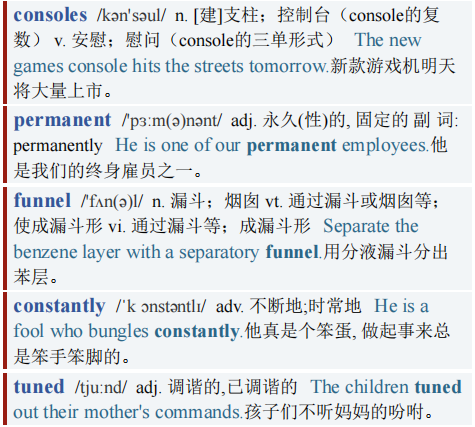 consoles /kən'səul/ n. [建]支柱；控制台（console的复
数） v. 安慰；慰问（console的三单形式） The new
games console hits the streets tomorrow.新款游戏机明天
将大量上市。
permanent /'pɜːm(ə)nənt/ adj. 永久(性)的, 固定的 副 词:
permanently He is one of our permanent employees.他
是我们的终身雇员之一。
funnel /'fʌn(ə)l/ n. 漏斗；烟囱 vt. 通过漏斗或烟囱等；
使成漏斗形 vi. 通过漏斗等；成漏斗形 Separate the
benzene layer with a separatory funnel.用分液漏斗分出
苯层。
constantly /ˈk ɔnstəntlı/ adv. 不断地;时常地 He is a
fool who bungles constantly.他真是个笨蛋, 做起事来总
是笨手笨脚的。
tuned /tjuːnd/ adj. 调谐的,已调谐的 The children tuned
out their mother's commands.孩子们不听妈妈的吩咐。